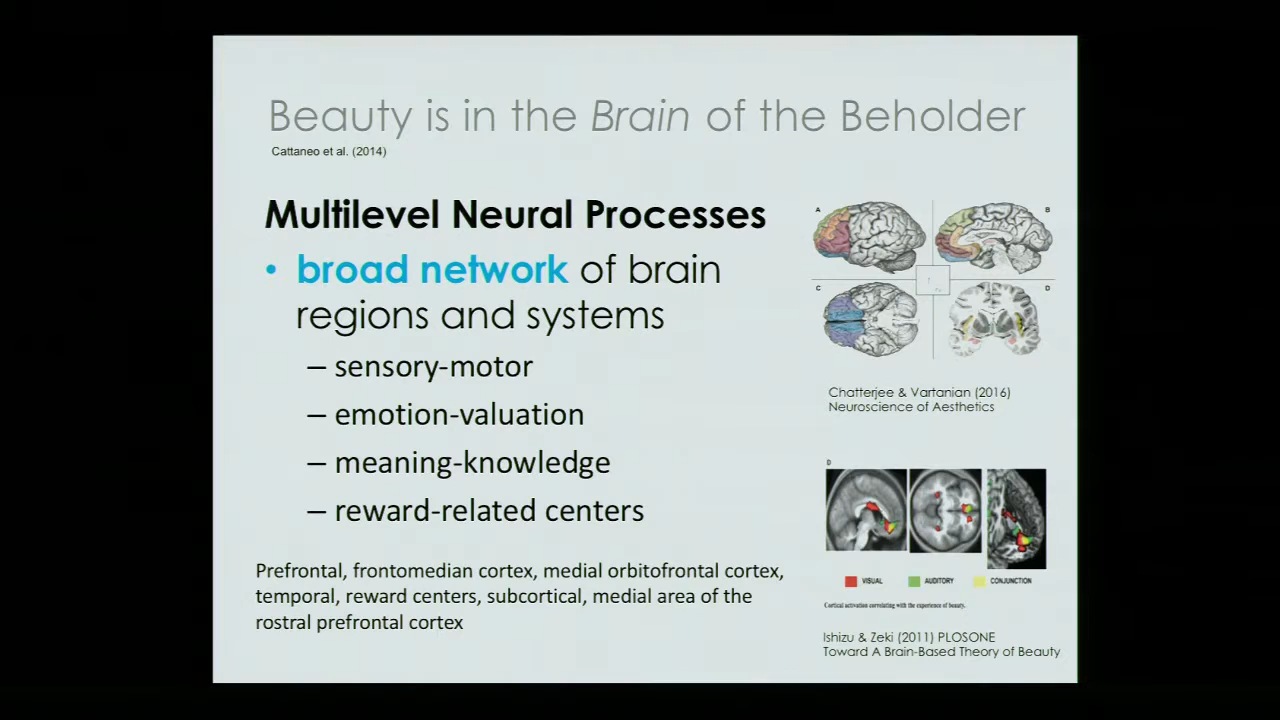 Beauty is in the Brain of the Beholder
Cattaneo et al. (2014)
Multilevel Neural Processes
• broad network of brain
regions and systems
– sensory-motor
– emotion-valuation
– meaning-knowledge
– reward-related centers
Prefrontal, frontomedian cortex, medial orbitofrontal cortex,
temporal, reward centers, subcortical, medial area of the
rostral prefrontal cortex
A
B
C
D
Chatterjee & Vartanian (2016)
Neuroscience of Aesthetics
D
VISUAL
AUDITORY
CONJUNCTION
Cortical activation correlating with the experience of beauty.
Ishizu & Zeki (2011) PLOSONE
Toward A Brain-Based Theory of Beauty